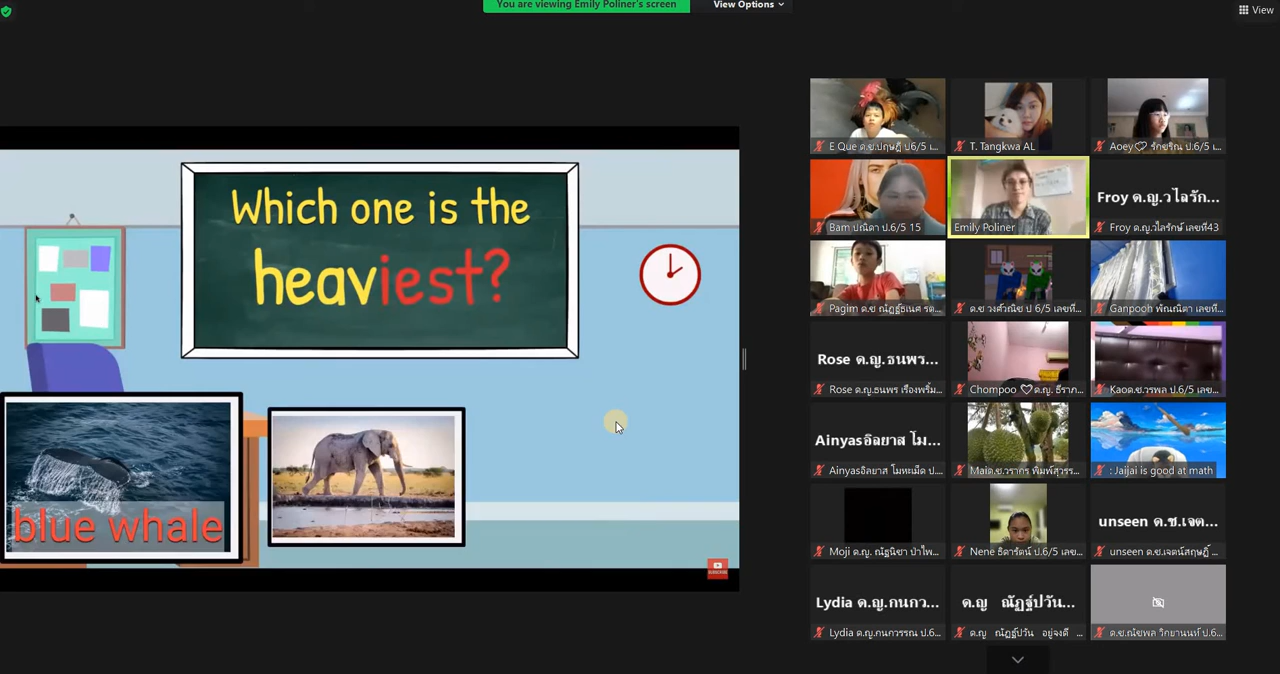 You are viewing Emily Poliner's screen
View Options
View
Which one is the
heaviest?
blue whale
SUBSCRIBE
E Que ด.ช.ปฤษฎี ป6/5 เ...
T. Tangkwa AL
Aoey♡ รักขริณ ป.6/5 เ...
Bam ปณิดา ป.6/5 15
Emily Poliner
Froy ด.ญ.วไลรัก...
Froy ด.ญ.วไลรักษ์ เลขที่43
Pagim ด.ช ณัฏฐ์ธเนศ รด...
ด.ช วงศ์วณิช ป 6/5 เลขที่...
Ganpooh พัณณิตา เลขที่...
Rose ด.ญ.ธนพร...
Rose ด.ญ.ธนพร เรืองพริ้ม...
Chompoo ♡ด.ญ. ธีราภ...
Kaoด.ช.วรพล ป.6/5 เลข...
Ainyasอิลยาส โม...
Ainyasอิลยาส โมหะเม็ด ป....
Maiด.ช.วรากร พิมพ์สุวรร...
: Jaijai is good at math
Moji ด.ญ. ณัฐนิชา ป่าไพ...
Nene ธิดารัตน์ ป.6/5 เลข...
unseen ด.ช.เจต...
unseen ด.ช.เจตน์สฤษฎิ์ ...
Lydia ด.ญ.กนกว...
Lydia ด.ญ.กนกวรรณ ป.6...
ด.ญ ณัฏฐ์ปวัน...
ด.ญ ณัฏฐ์ปวัน อยู่จงดี ...
ด.ช.ณัชพล วิทยานนท์ ป.6...